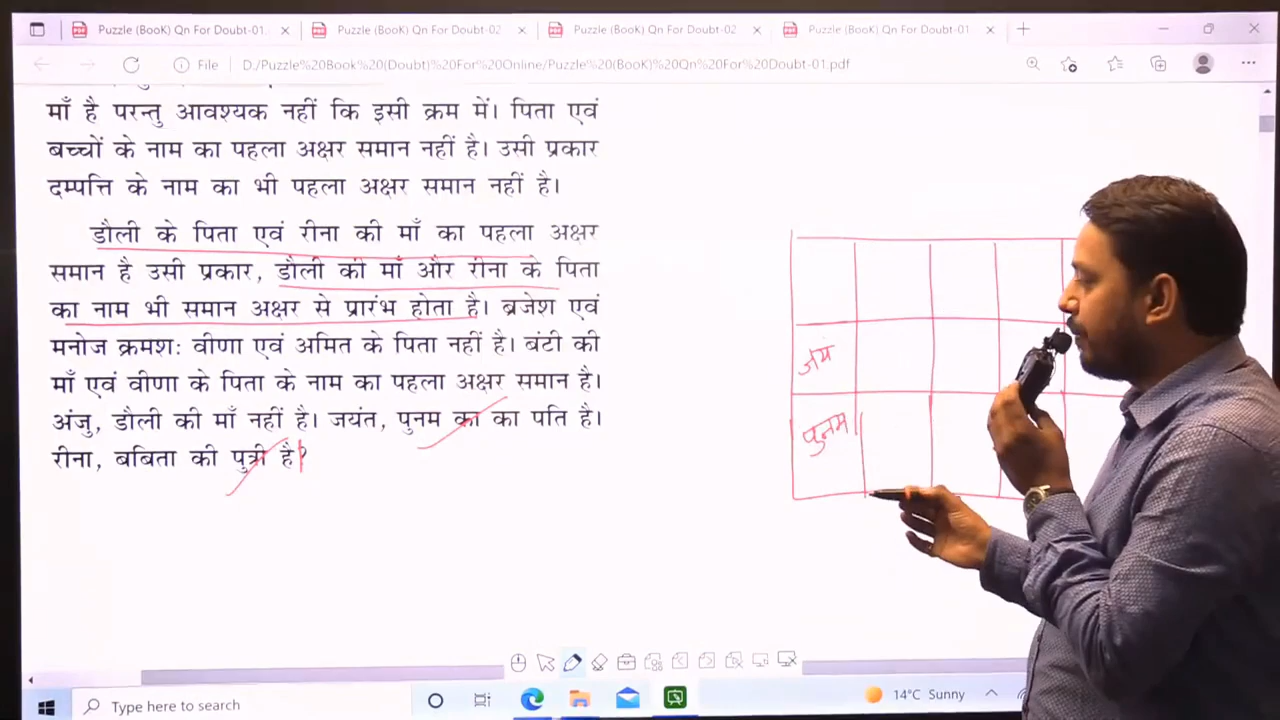 Puzzle (BooK) Qn For Doubt-01.
Puzzle (BooK) Qn For Doubt-02
Puzzle (BooK) Qn For Doubt-02
Puzzle (BooK) Qn For Doubt-01
File D:/Puzzle%20Book%20(Doubt)%20For%20Online/Puzzle%20(BooK)%20Qn%20For%20Doubt-01.pdf
माँ है परन्तु आवश्यक नहीं कि इसी क्रम में। पिता एवं
बच्चों के नाम का पहला अक्षर समान नहीं है। उसी प्रकार
दम्पत्ति के नाम का भी पहला अक्षर समान नहीं है।
डौली के पिता एवं रीना की माँ का पहला अक्षर
समान है उसी प्रकार, डौली की माँ और रीना के पिता
का नाम भी समान अक्षर से प्रारंभ होता है। ब्रजेश एवं
मनोज क्रमशः वीणा एवं अमित के पिता नहीं है। बंटी की
माँ एवं वीणा के पिता के नाम का पहला अक्षर समान है।
अंजु, डौली की माँ नहीं है। जयंत, पुनम का का पति है।
रीना, बबिता की पुत्री है?
जय
पुनम
Type here to search
14°C Sunny